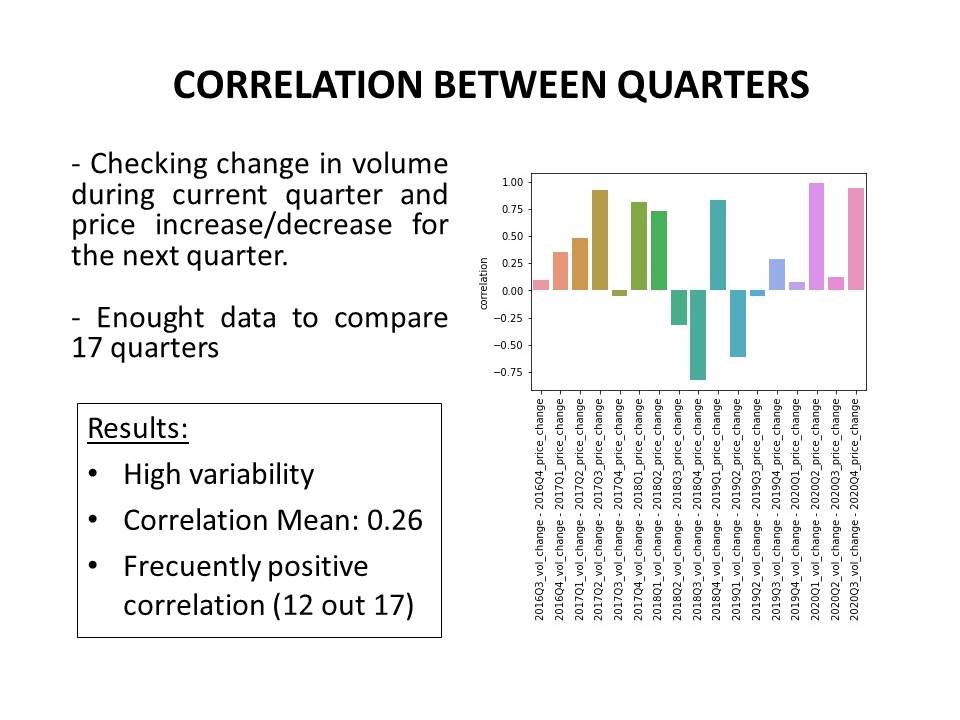 CORRELATION BETWEEN QUARTERS
- Checking change in volume
during current quarter and
price increase/decrease for
the next quarter.
- Enought data to compare
17 quarters
Results:
• High variability
• Correlation Mean: 0.26
• Frecuently positive
correlation (12 out 17)
correlation
1.00
0.75
0.50
0.25
0.00
−0.25
−0.50
−0.75
2016Q3_vol_change - 2016Q4_price_change
2016Q4_vol_change - 2017Q1_price_change
2017Q1_vol_change - 2017Q2_price_change
2017Q2_vol_change - 2017Q3_price_change
2017Q3_vol_change - 2017Q4_price_change
2017Q4_vol_change - 2018Q1_price_change
2018Q1_vol_change - 2018Q2_price_change
2018Q2_vol_change - 2018Q3_price_change
2018Q3_vol_change - 2018Q4_price_change
2018Q4_vol_change - 2019Q1_price_change
2019Q1_vol_change - 2019Q2_price_change
2019Q2_vol_change - 2019Q3_price_change
2019Q3_vol_change - 2019Q4_price_change
2019Q4_vol_change - 2020Q1_price_change
2020Q1_vol_change - 2020Q2_price_change
2020Q2_vol_change - 2020Q3_price_change
2020Q3_vol_change - 2020Q4_price_change